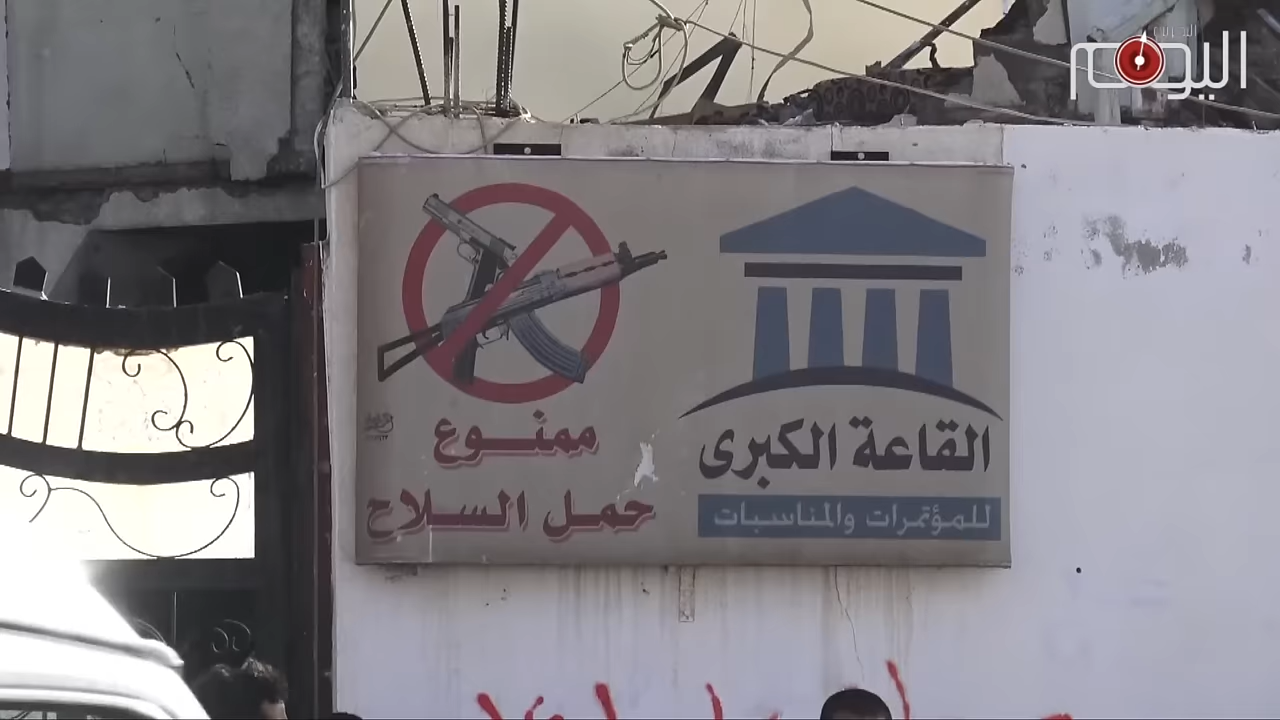 القاعة الكبرى
للمؤتمرات والمناسبات
ممنوع
حمل السلاح
اليوم